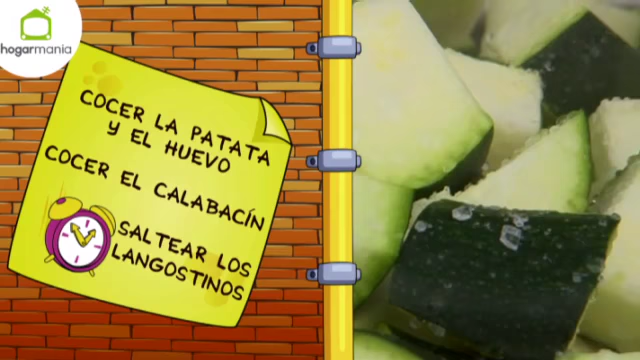 hogarmania
COCER LA PATATA
Y EL HUEVO
COCER EL CALABACÍN
SALTEAR LOS
LANGOSTINOS